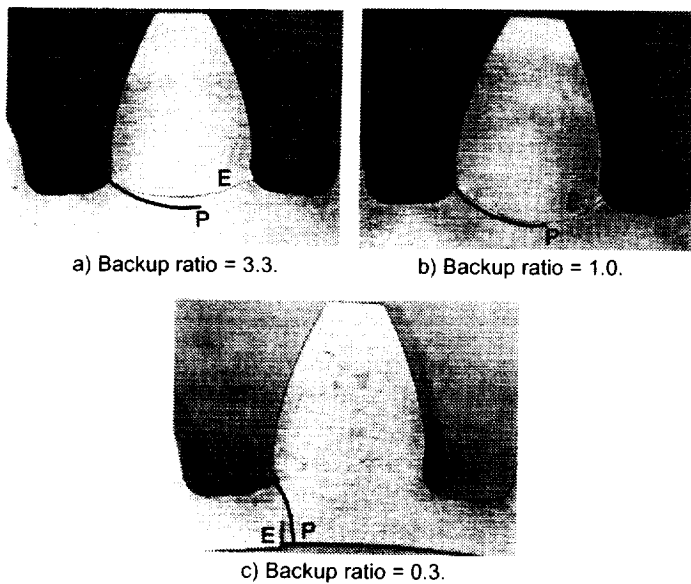 E
P
a) Backup ratio = 3.3.
P
b) Backup ratio = 1.0.
E P
c) Backup ratio = 0.3.